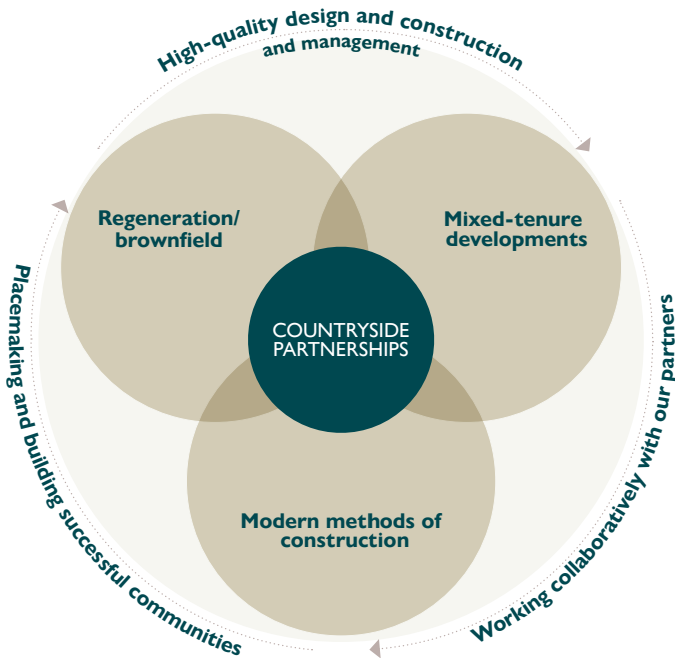 High-quality design and construction
and management
Regeneration/
brownfield
Mixed-tenure
developments
COUNTRYSIDE
PARTNERSHIPS
Placemaking and building successful communities
Working collaboratively with our partners
Modern methods of
construction